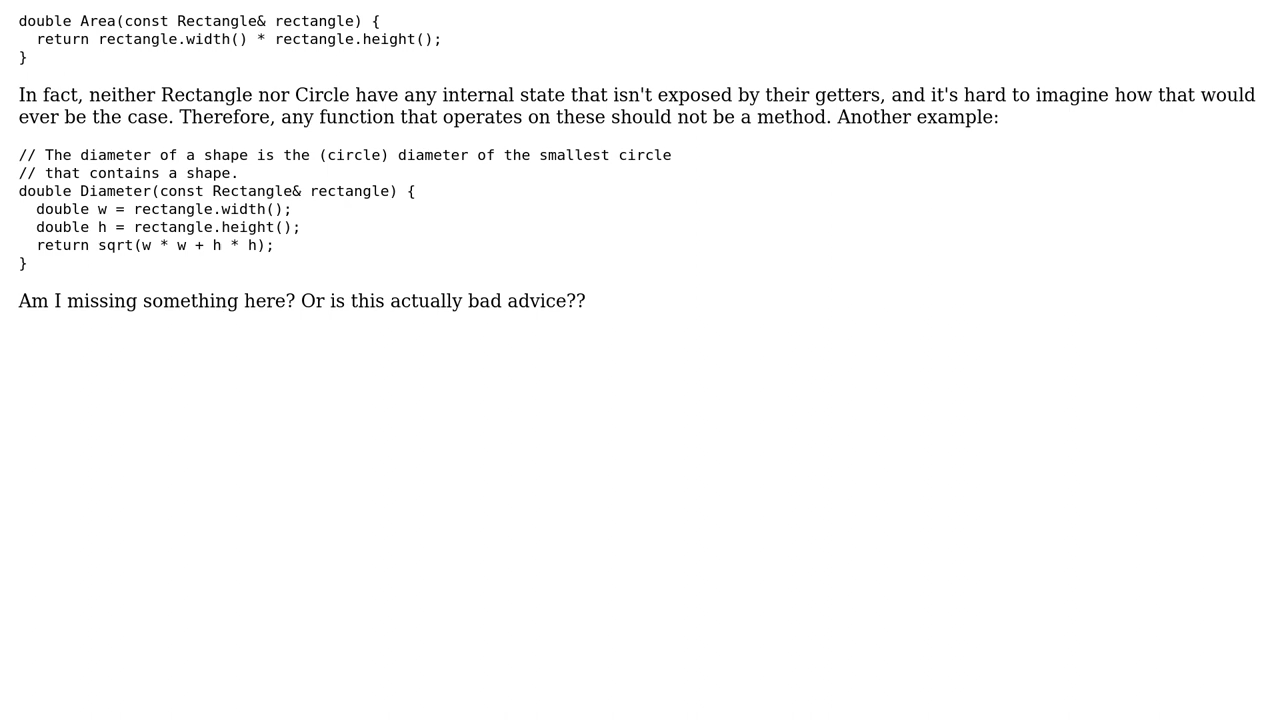 double Area(const Rectangle& rectangle) {
  return rectangle.width() * rectangle.height();
}
In fact, neither Rectangle nor Circle have any internal state that isn't exposed by their getters, and it's hard to imagine how that would
ever be the case. Therefore, any function that operates on these should not be a method. Another example:
// The diameter of a shape is the (circle) diameter of the smallest circle
// that contains a shape.
double Diameter(const Rectangle& rectangle) {
  double w = rectangle.width();
  double h = rectangle.height();
  return sqrt(w * w + h * h);
}
Am I missing something here? Or is this actually bad advice??